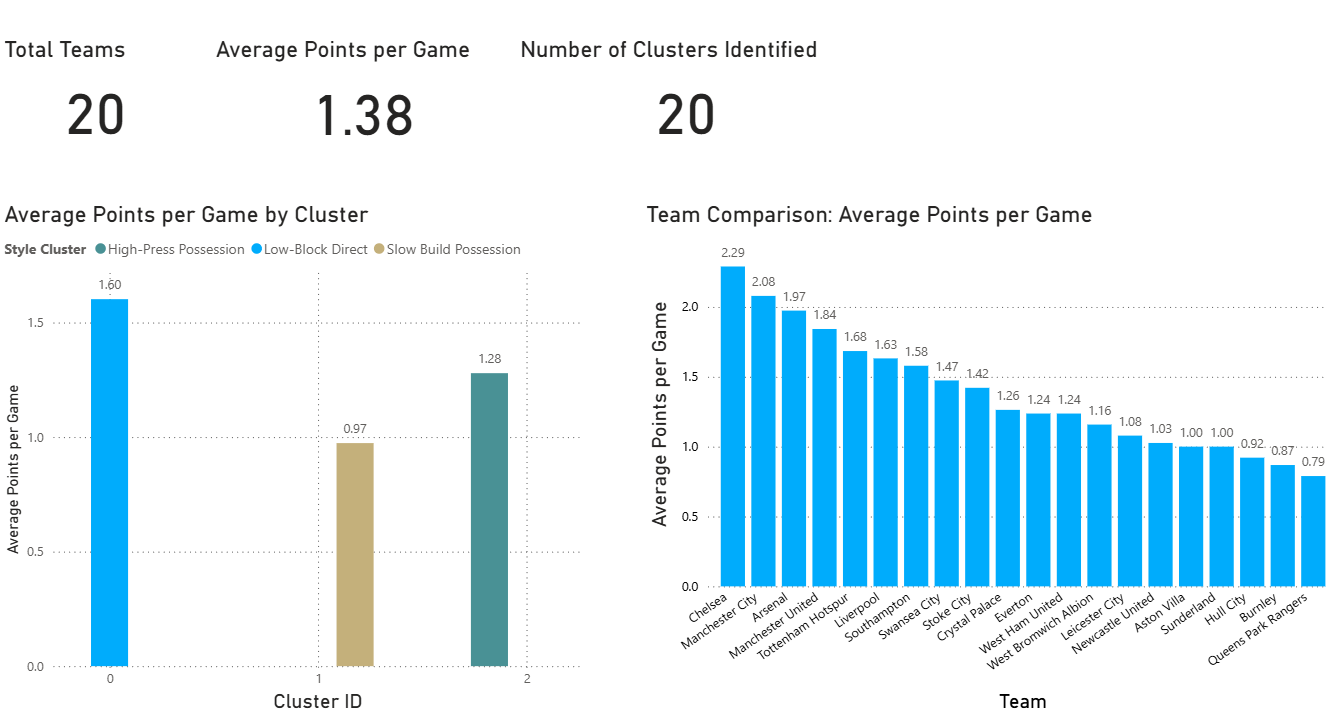 Total Teams
Average Points per Game
Number of Clusters Identified
20
1.38
20
Average Points per Game by Cluster
Style Cluster High-Press Possession Low-Block Direct Slow Build Possession
1.60
1.28
0.97
1.5
1.0
0.5
0.0
Average Points per Game
0
1
2
Cluster ID
Team Comparison: Average Points per Game
2.29
2.08
1.97
1.84
1.68
1.63
1.58
1.47
1.42
1.26
1.24
1.24
1.16
1.08
1.03
1.00
1.00
0.92
0.87
0.79
2.0
1.5
1.0
0.5
0.0
Average Points per Game
Chelsea
Manchester City
Arsenal
Manchester United
Tottenham Hotspur
Liverpool
Southampton
Swansea City
Stoke City
Crystal Palace
Everton
West Ham United
West Bromwich Albion
Leicester City
Newcastle United
Aston Villa
Sunderland
Hull City
Burnley
Queens Park Rangers
Team